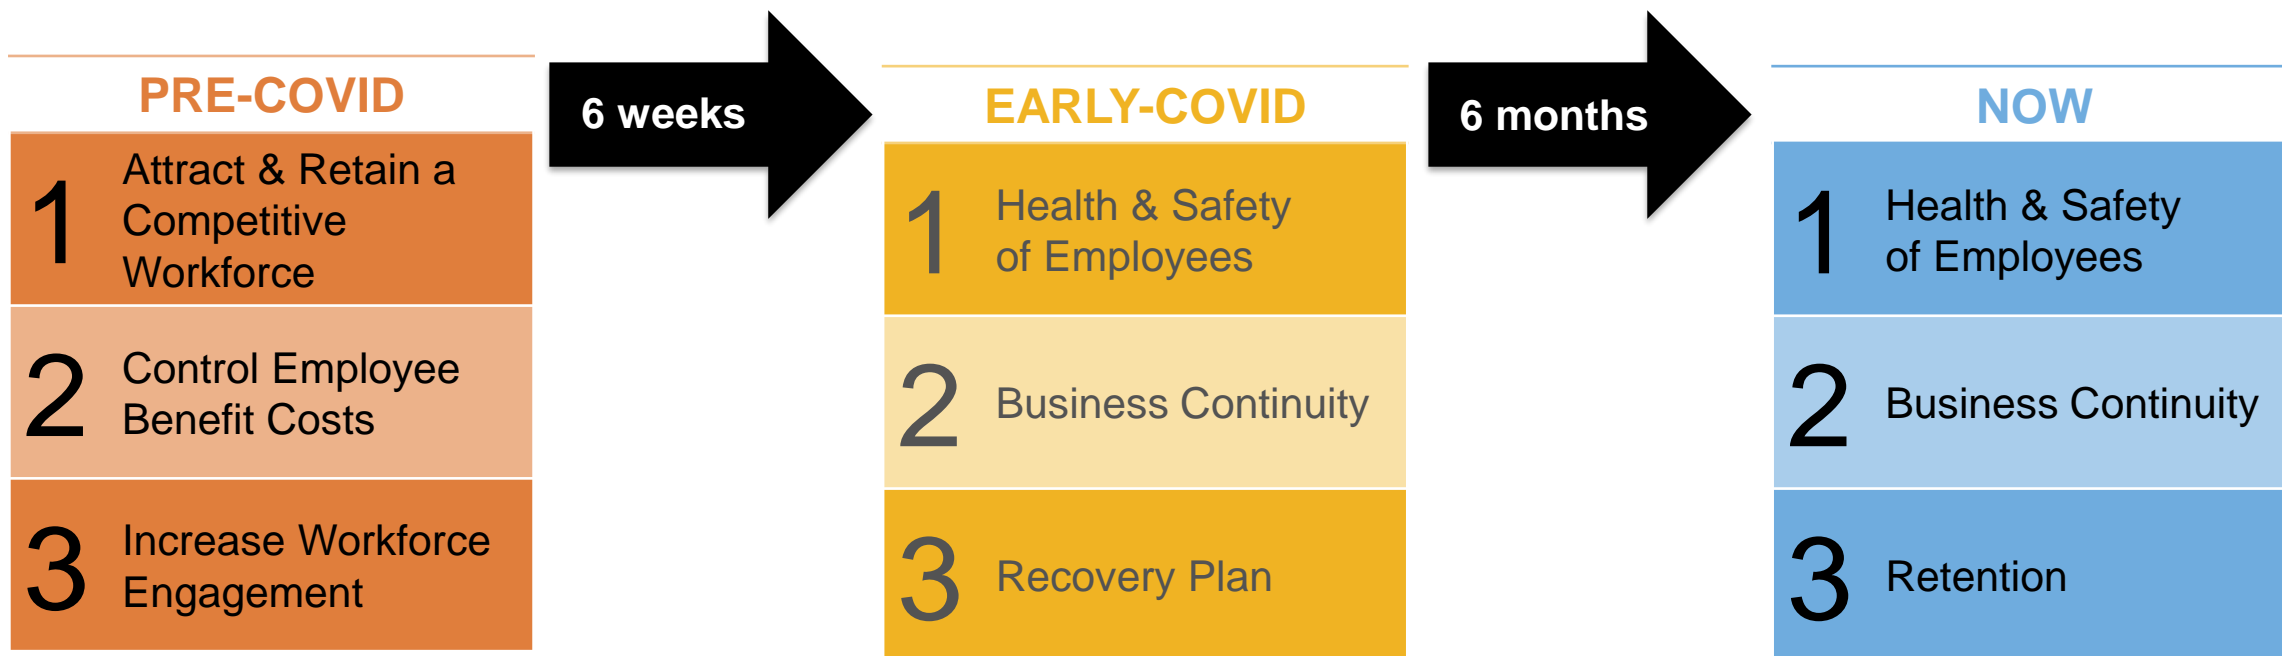 PRE-COVID
1
Attract & Retain a
Competitive
Workforce
2
Control Employee
Benefit Costs
3
Increase Workforce
Engagement
6 weeks
EARLY-COVID
1
Health & Safety
of Employees
2
Business Continuity
3
Recovery Plan
6 months
NOW
1
Health & Safety
of Employees
2
Business Continuity
3
Retention